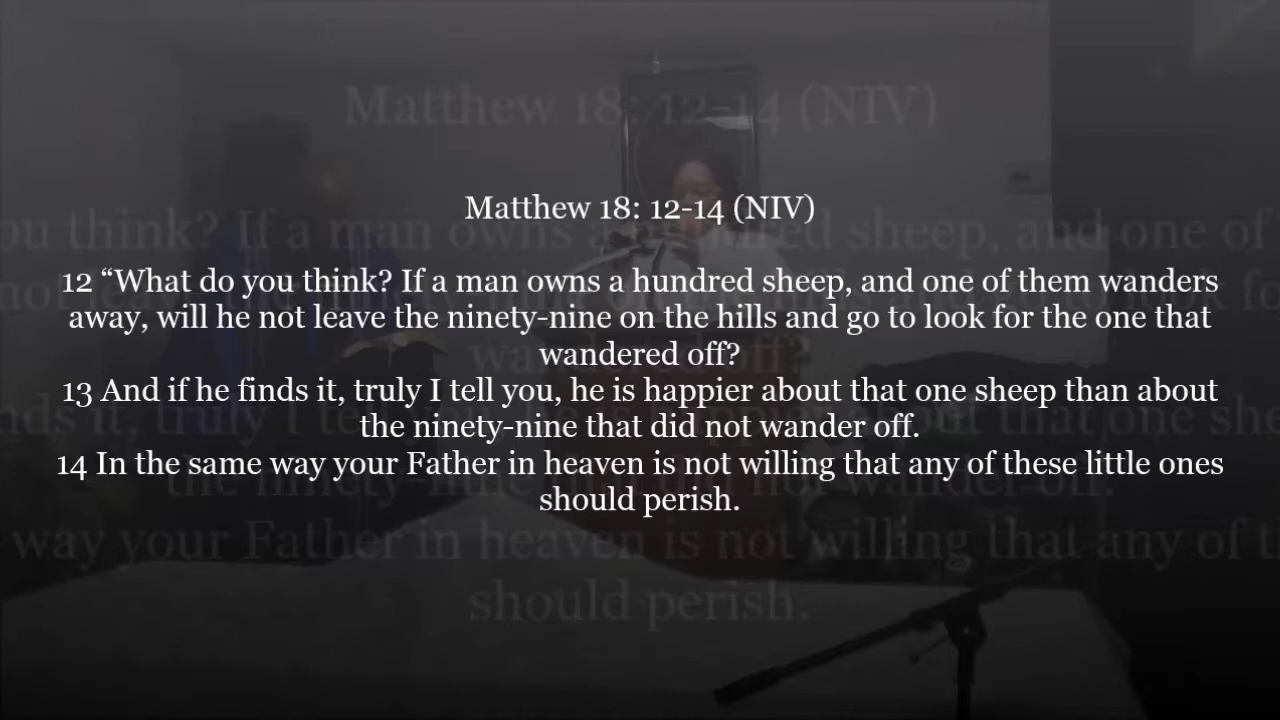 Matthew 18: 12-14 (NIV)
12 “What do you think? If a man owns a hundred sheep, and one of them wanders
away, will he not leave the ninety-nine on the hills and go to look for the one that
wandered off?
13 And if he finds it, truly I tell you, he is happier about that one sheep than about
the ninety-nine that did not wander off.
14 In the same way your Father in heaven is not willing that any of these little ones
should perish.